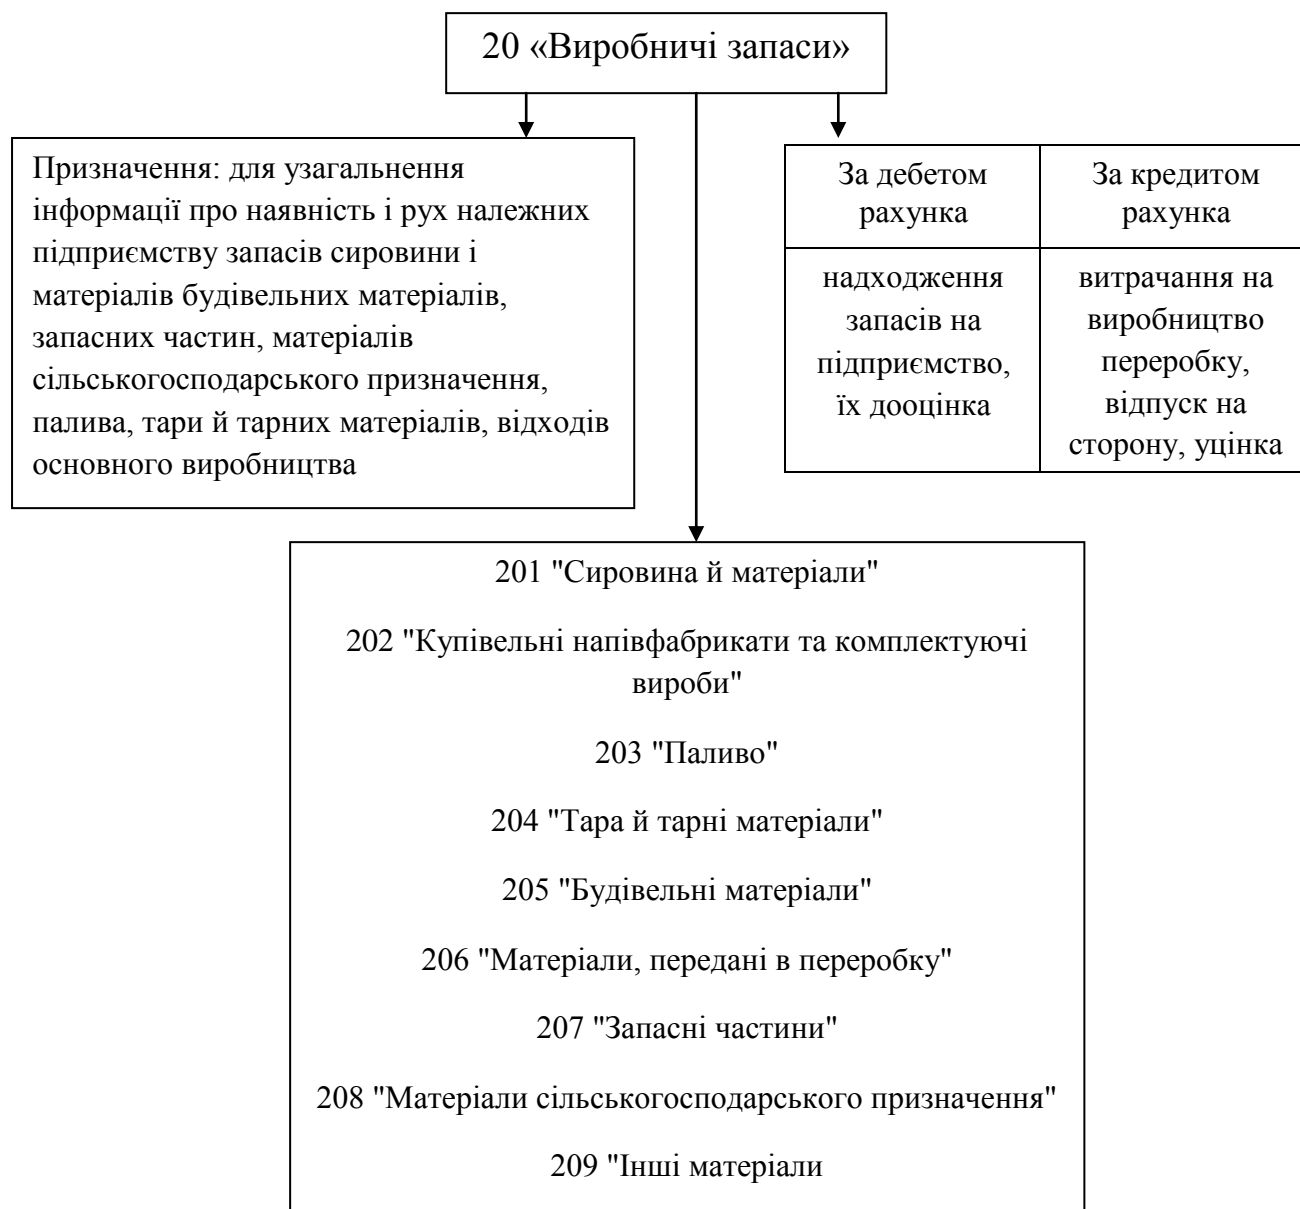 20 «Виробничі запаси»
Призначення: для узагальнення
інформації про наявність і рух належних
підприємству запасів сировини і
матеріалів будівельних матеріалів,
запасних частин, матеріалів
сільськогосподарського призначення,
палива, тари й тарних матеріалів, відходів
основного виробництва
За дебетом
рахунка
За кредитом
рахунка
надходження
запасів на
підприємство,
їх дооцінка
витрачання на
виробництво
переробку,
відпуск на
сторону, уцінка
201 "Сировина й матеріали"
202 "Купівельні напівфабрикати та комплектуючі
вироби"
203 "Паливо"
204 "Тара й тарні матеріали"
205 "Будівельні матеріали"
206 "Матеріали, передані в переробку"
207 "Запасні частини"
208 "Матеріали сільськогосподарського призначення"
209 "Інші матеріали